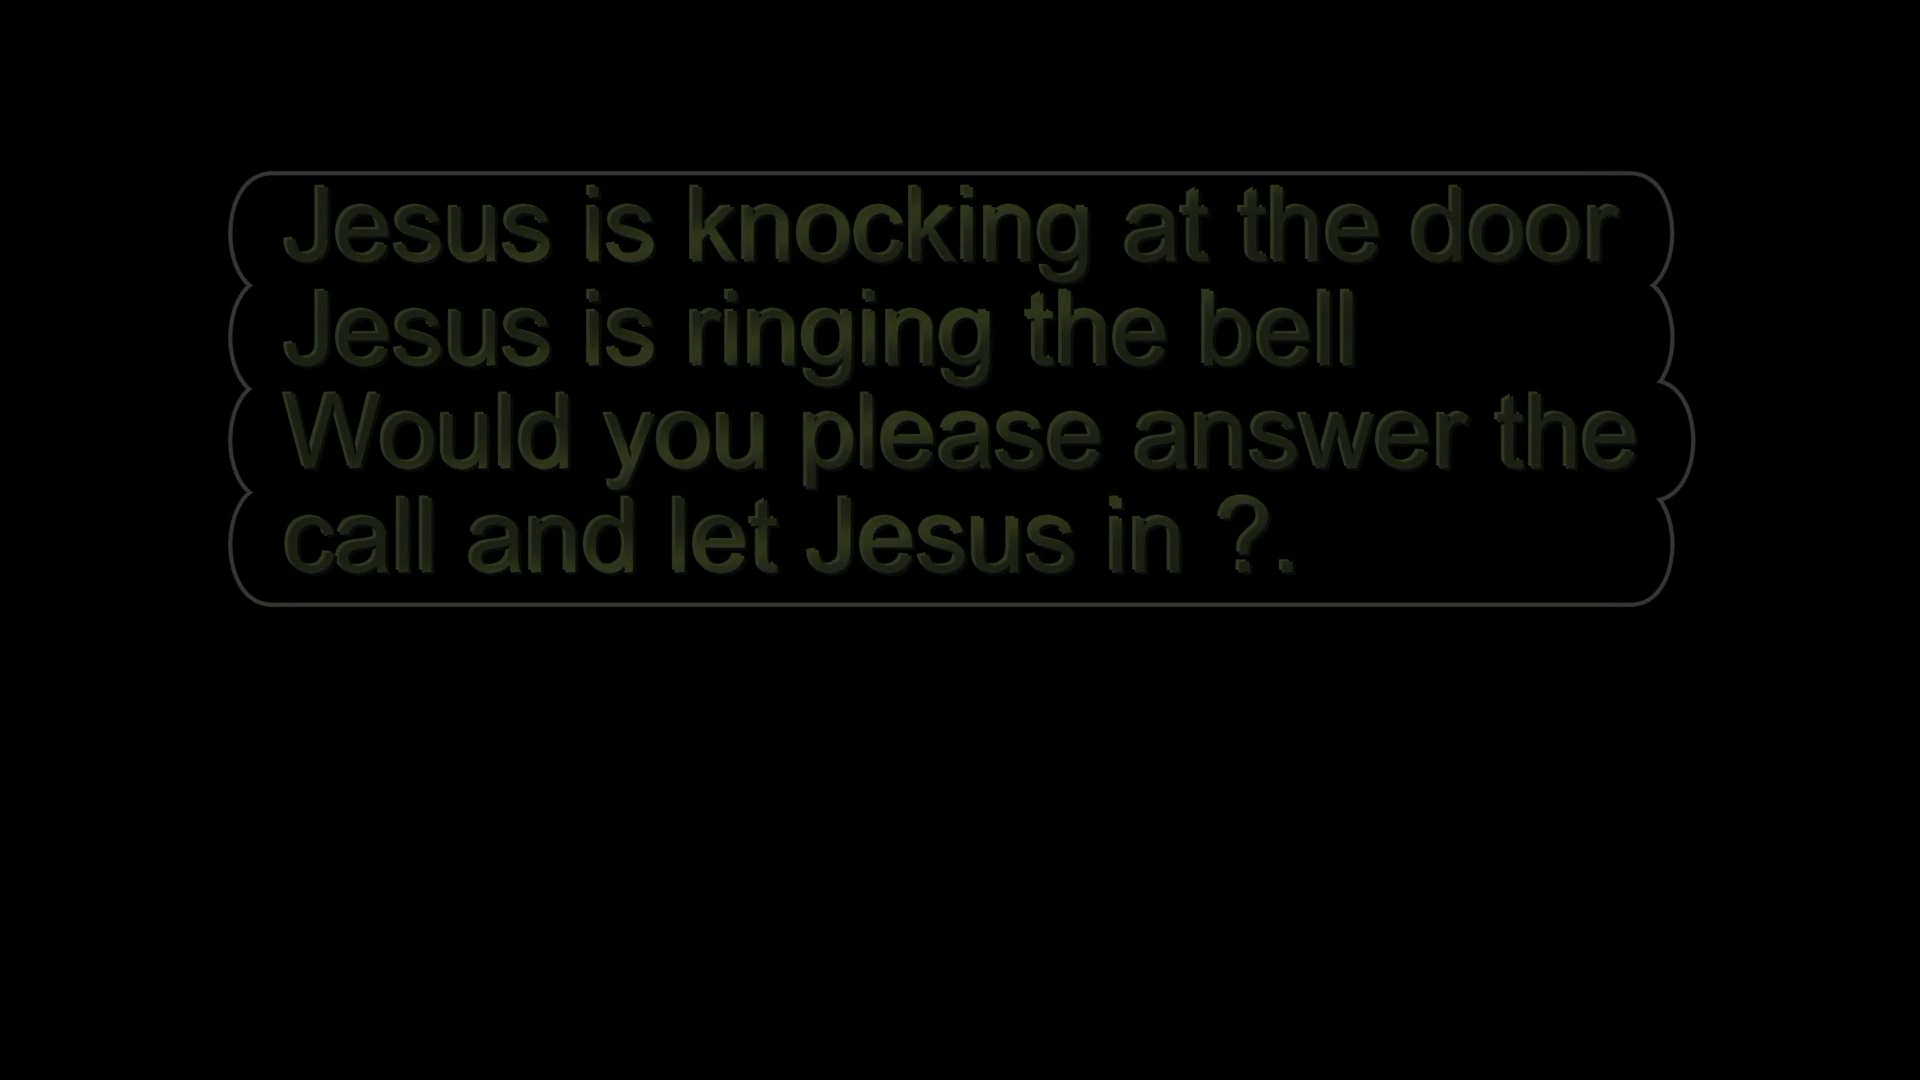 Jesus is knocking at the door
Jesus is ringing the bell
Would you please answer the
call and let Jesus in ?.